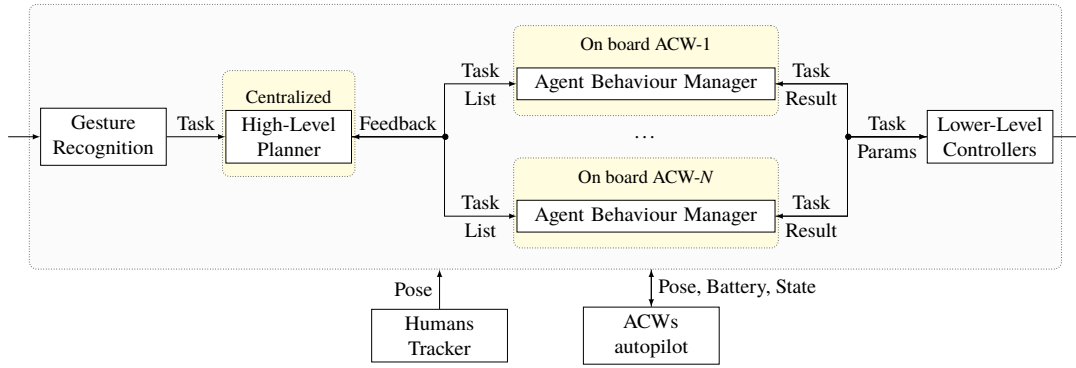 On board ACW-1
Agent Behaviour Manager
Task
List
Task
Result
Centralized
High-Level
Planner
Gesture
Recognition
Task
Feedback
...
Task
Params
Lower-Level
Controllers
On board ACW-N
Agent Behaviour Manager
Task
List
Task
Result
Pose
Pose, Battery, State
Humans
Tracker
ACWs
autopilot